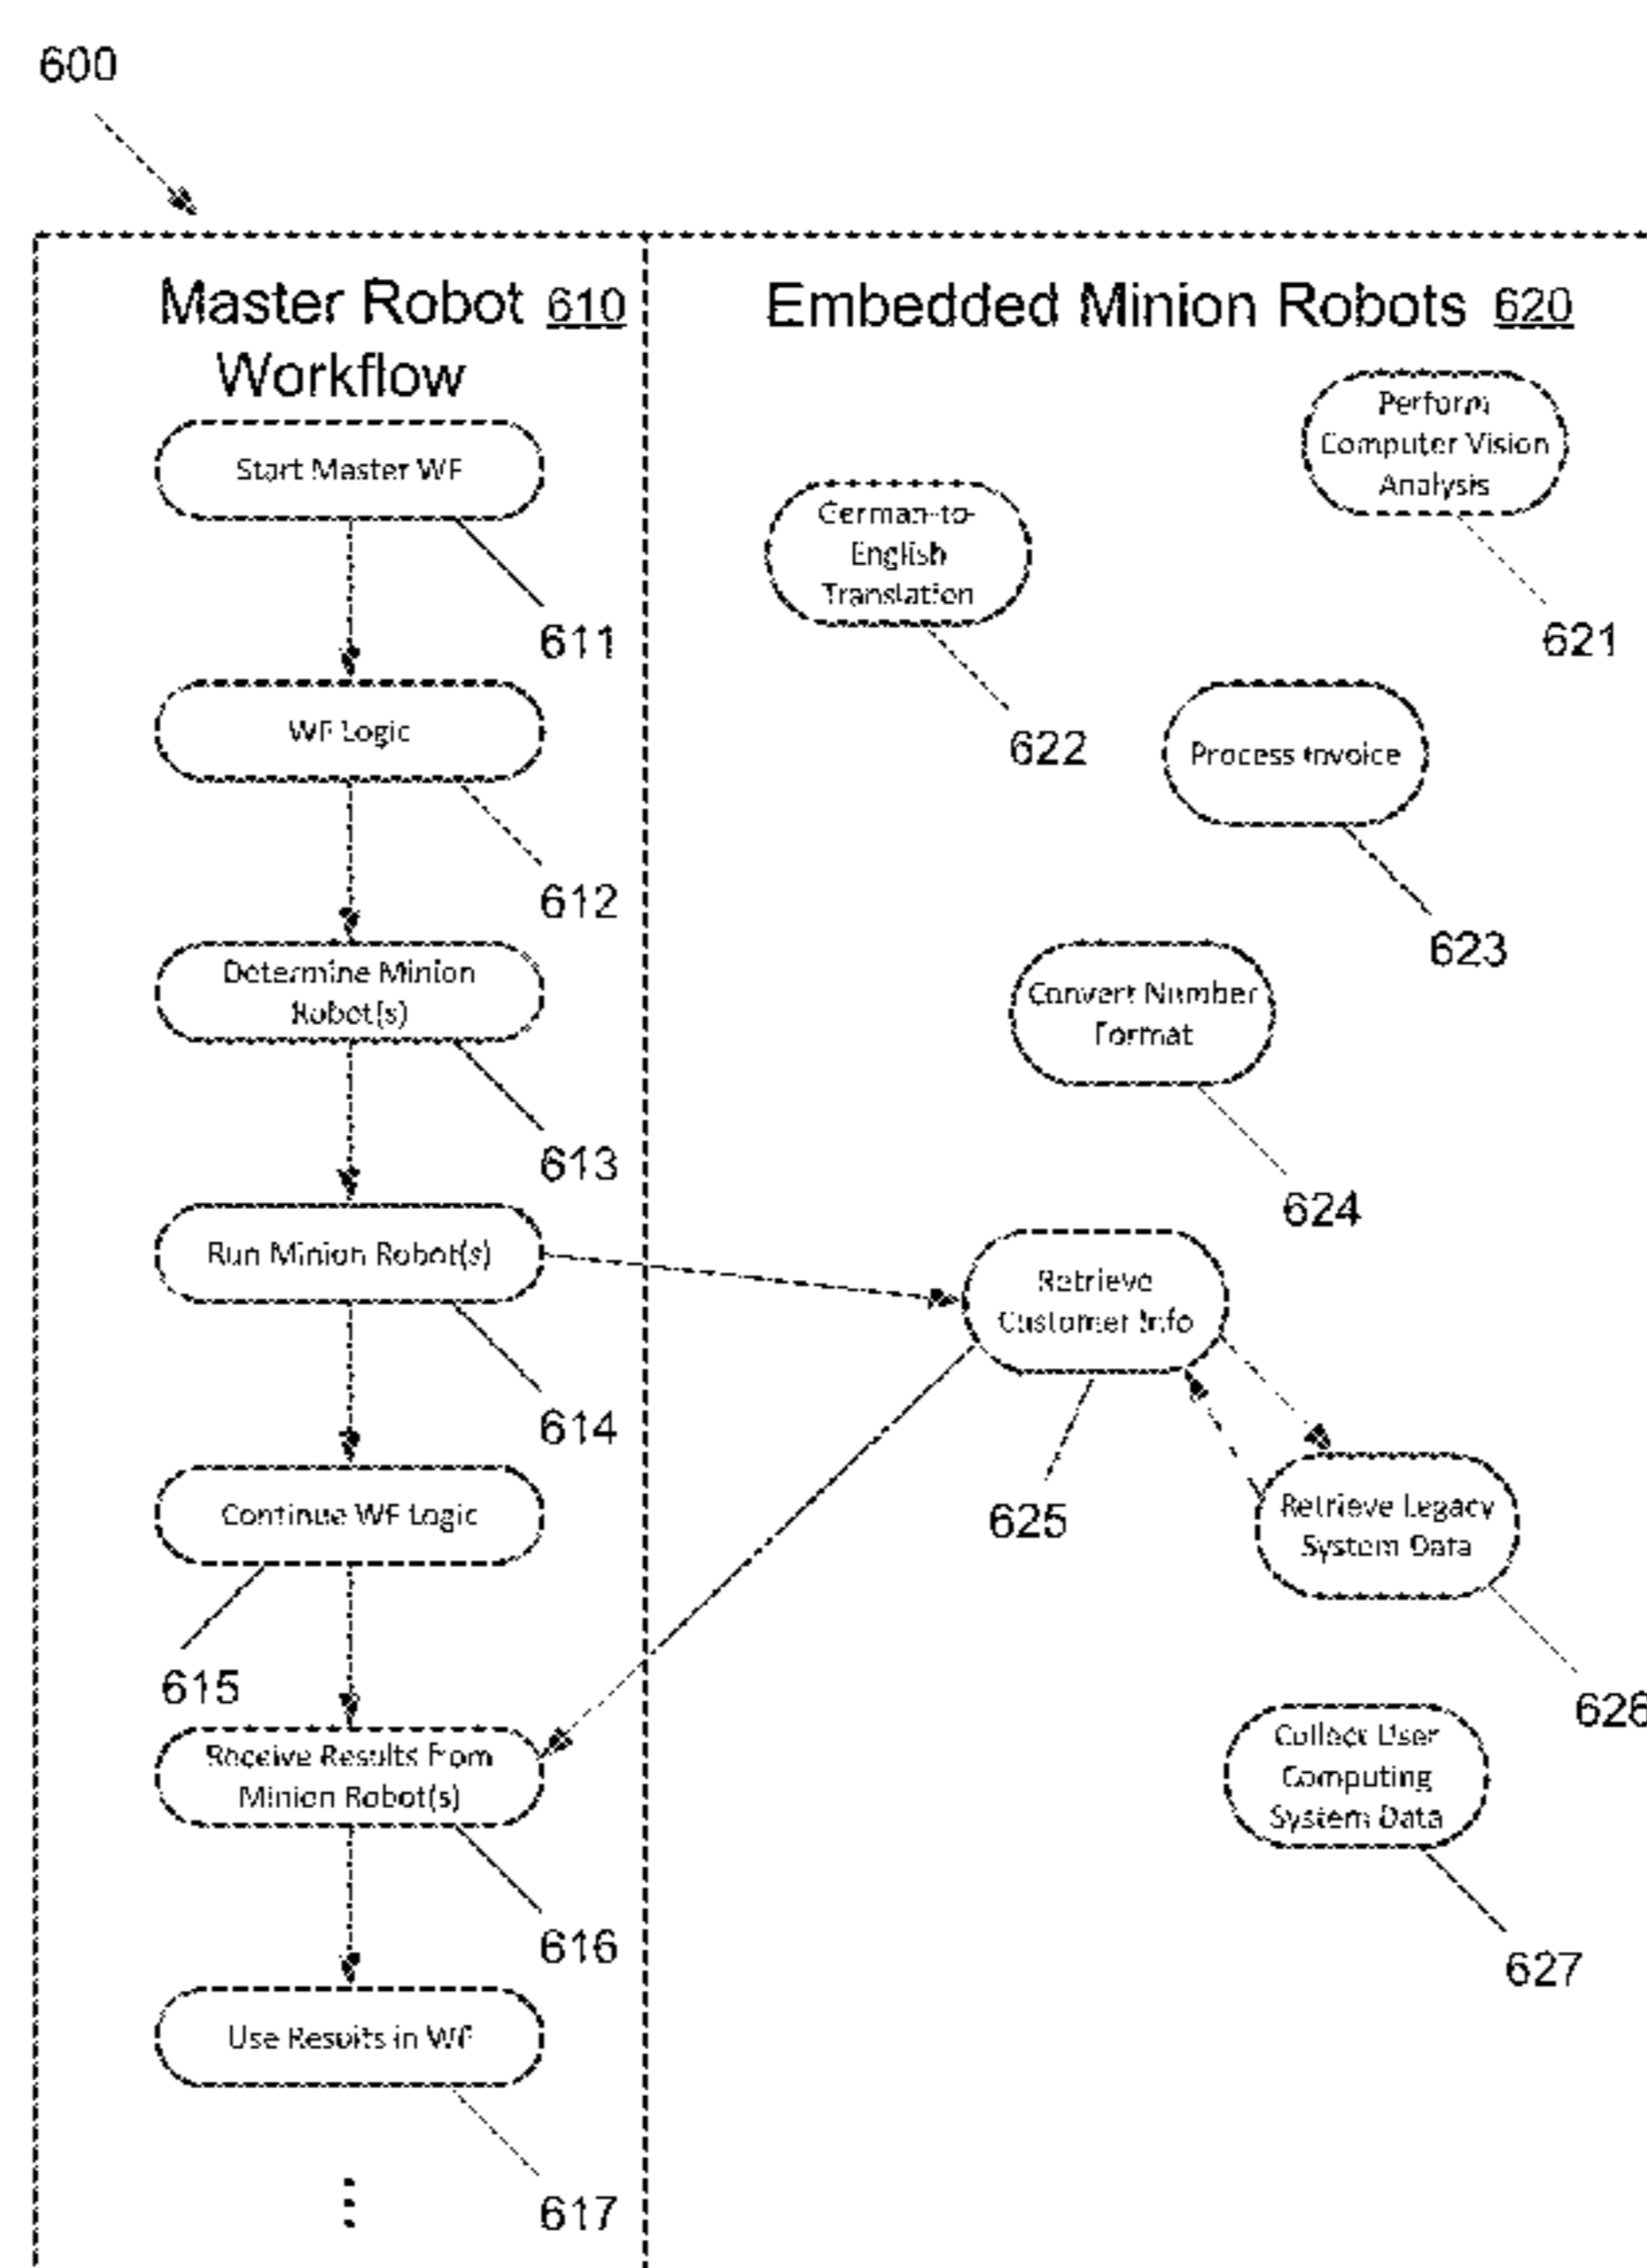 600
Master Robot 610
Workflow
Start Master WF
611
WF Logic
612
Determine Minion
Robot(s)
613
Run Minion Robot(s)
614
Continue WF Logic
615
Receive Results from
Minion Robot(s)
616
Use Results in WF
617
Embedded Minion Robots 620
Perform
Computer Vision
Analysis
621
German-to-
English
Translation
622
Process Invoice
623
Convert Number
Format
624
Retrieve
Customer Info
625
Retrieve Legacy
System Data
626
Collect User
Computing
System Data
627